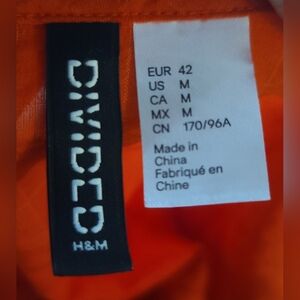 DIVIDED
H&M
EUR 42
US M
CA M
MX M
CN 170/96A
Made in
China
Fabriqué en
Chine